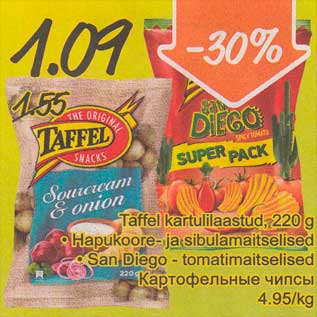 1.09
-30%
1.55
THE ORIGINAL
TAFFEL
SNACKS
Sourcream
& onion
220 g
SAN
DIEGO
SPICY TOMATO
SUPER PACK
Taffel kartulilaastud, 220 g
• Hapukoore- ja sibulamaitselised
• San Diego - tomatimaitselised
Картофельные чипсы
4.95/kg